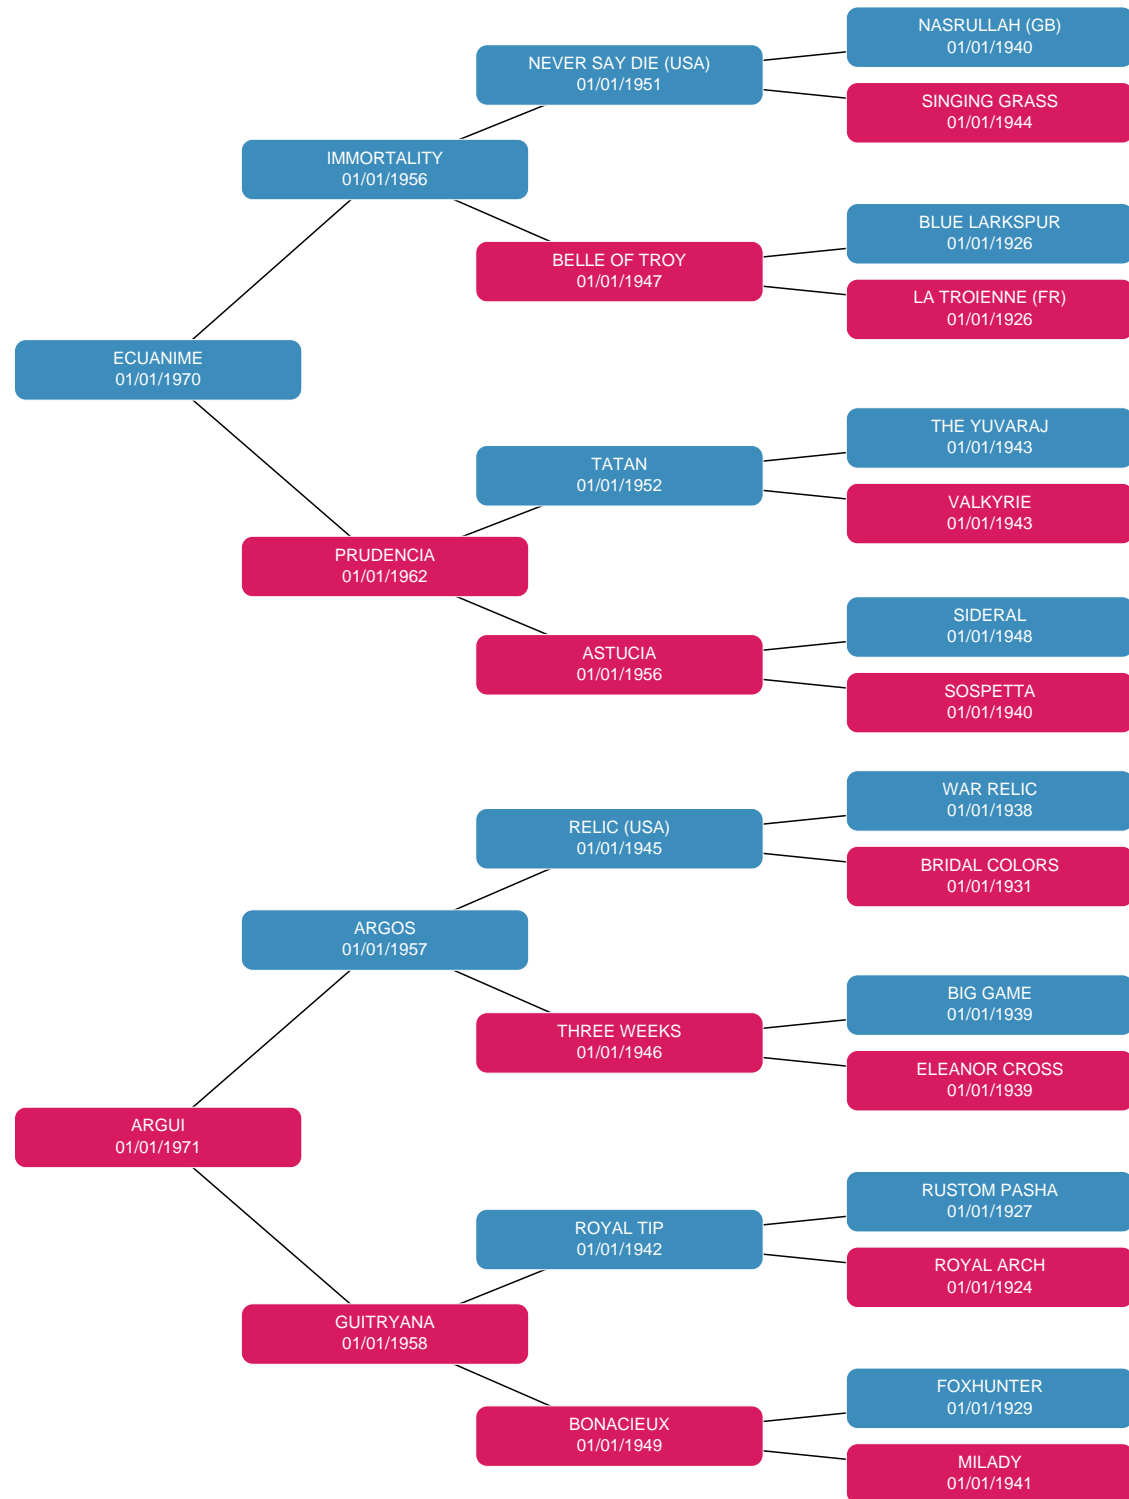 NASRULLAH (GB)
01/01/1940
NEVER SAY DIE (USA)
01/01/1951
SINGING GRASS
01/01/1944
IMMORTALITY
01/01/1956
BLUE LARKSPUR
01/01/1926
BELLE OF TROY
01/01/1947
LA TROIENNE (FR)
01/01/1926
ECUANIME
01/01/1970
THE YUVARAJ
01/01/1943
TATAN
01/01/1952
VALKYRIE
01/01/1943
PRUDENCIA
01/01/1962
SIDERAL
01/01/1948
ASTUCIA
01/01/1956
SOSPETTA
01/01/1940
WAR RELIC
01/01/1938
RELIC (USA)
01/01/1945
BRIDAL COLORS
01/01/1931
ARGOS
01/01/1957
BIG GAME
01/01/1939
THREE WEEKS
01/01/1946
ELEANOR CROSS
01/01/1939
ARGUI
01/01/1971
RUSTOM PASHA
01/01/1927
ROYAL TIP
01/01/1942
ROYAL ARCH
01/01/1924
GUITRYANA
01/01/1958
FOXHUNTER
01/01/1929
BONACIEUX
01/01/1949
MILADY
01/01/1941